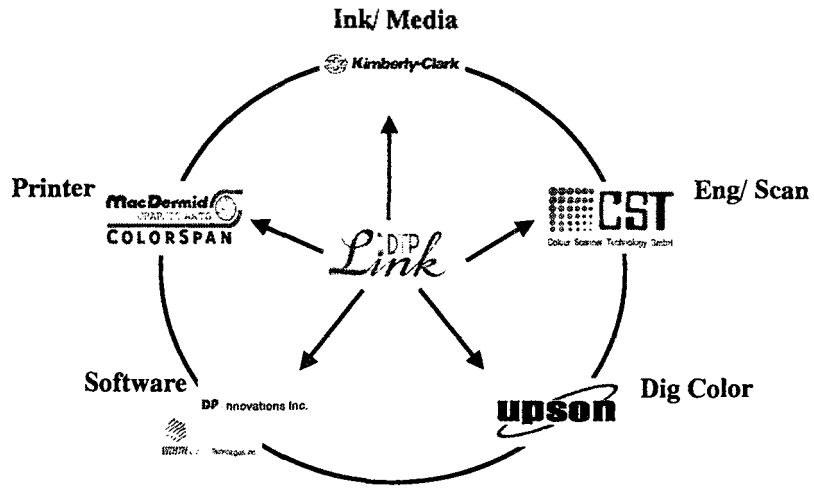 Ink/ Media
Kimberly-Clark
Printer
MacDermid
COLORSPAN
CST
Colour Scanner Technology GmbH
Eng/ Scan
DTP
Link
Software
DP nnovations Inc.
upson
Dig Color